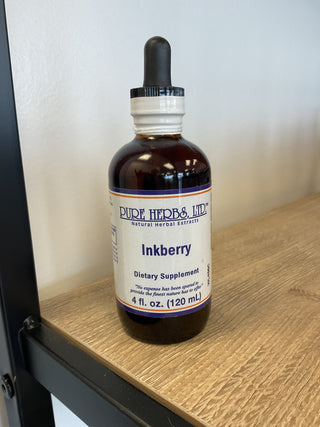 PURE HERBS, LTD.™
Natural Herbal Extracts
Inkberry
Dietary Supplement
"No expense has been spared to
provide the finest nature has to offer"
4 fl. oz. (120 mL)